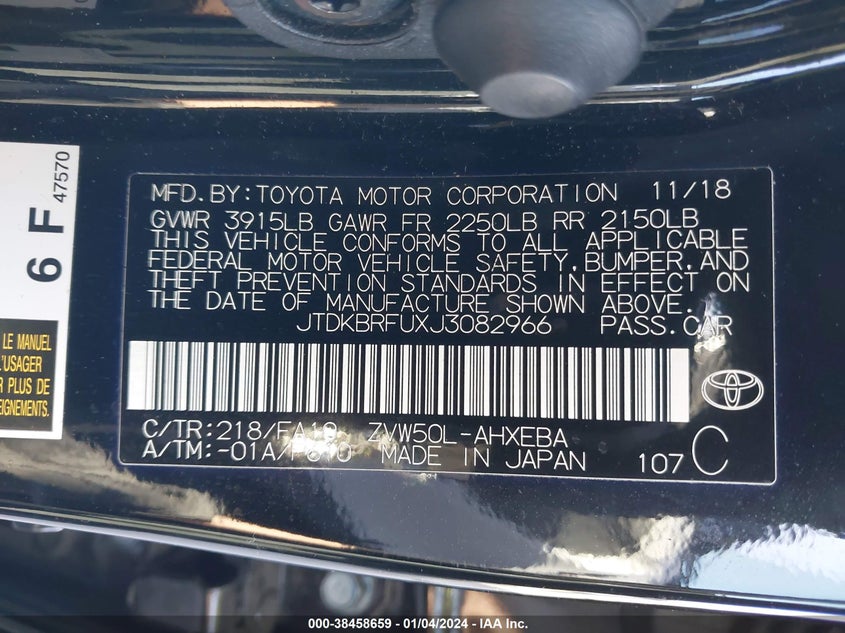 MFD.BY:TOYOTA MOTOR CORPORATION 11/18
GVWR 3915LB GAWR FR 2250LB RR 2150LB
THIS VEHICLE CONFORMS TO ALL APPLICABLE
FEDERAL MOTOR VEHICLE SAFETY,BUMPER,AND
THEFT PREVENTION STANDARDS IN EFFECT ON
THE DATE OF MANUFACTURE SHOWN ABOVE.
JTDKBRFUXJ3082966 PASS.CAR
C/TR:218/FA10 ZVW50L-AHXEBA
A/TM:-01A/ MADE IN JAPAN 107 C
6 F 47570
LE MANUEL
L'USAGER
PLUS DE
000-38458659 - 01/04/2024 - IAA Inc.